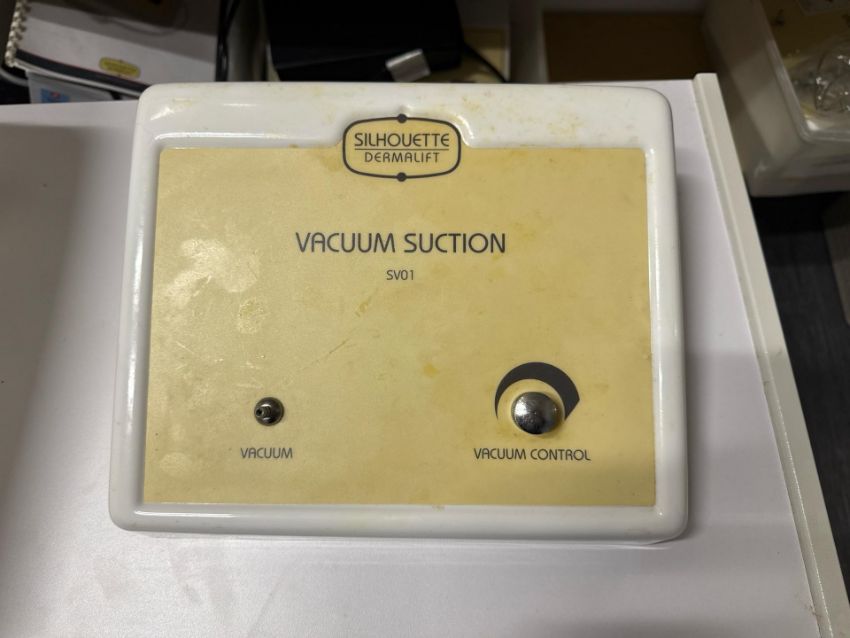 SILHOUETTE
DERMALIFT
VACUUM SUCTION
SV01
VACUUM
VACUUM CONTROL